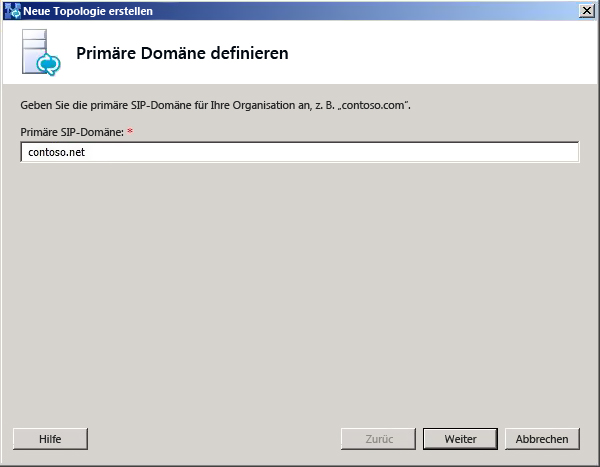 Neue Topologie erstellen
Primäre Domäne definieren
Geben Sie die primäre SIP-Domäne für Ihre Organisation an, z. B. „contoso.com“.
Primäre SIP-Domäne: *
contoso.net
Hilfe
Zurüc
Weiter
Abbrechen